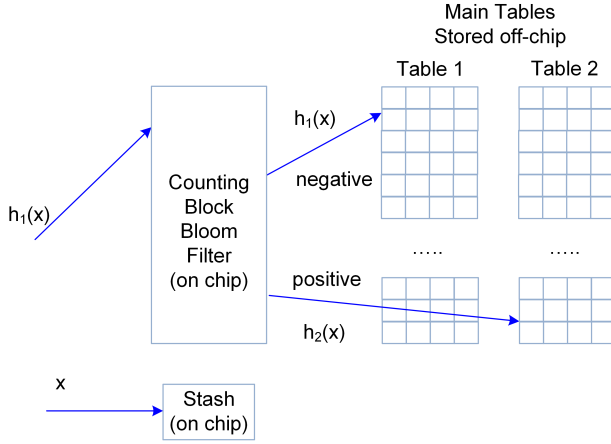 Main Tables
Stored off-chip
Table 1
Table 2
h₁(x)
h₁(x)
negative
Counting
Block
Bloom
Filter
(on chip)
.....
.....
positive
h₂(x)
x
Stash
(on chip)